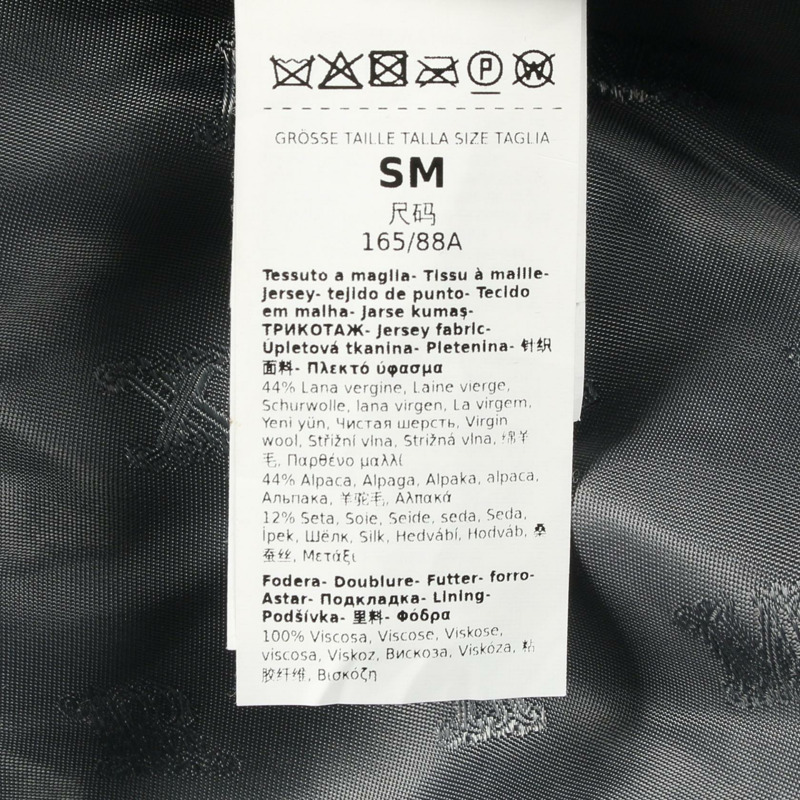 P W
GRÖSSE TAILLE TALLA SIZE TAGLIA
SM
尺码
165/88A
Tessuto a maglia- Tissu à maille-
Jersey- tejido de punto- Tecido
em malha- Jarse kumaş-
ТРИКОТАЖ- Jersey fabric-
Úpletová tkanina- Pletenina- 针织
面料- Πλεκτό ύφασμα
44% Lana vergine, Laine vierge,
Schurwolle, lana virgen, La virgem,
Yeni yün, Чистая шерсть, Virgin
wool, Střižní vlna, Strižná vlna, 绵羊
毛, Παρθένο μαλλί
44% Alpaca, Alpaga, Alpaka, alpaca,
Альпака, 羊驼毛, Αλπακά
12% Seta, Soie, Seide, seda, Seda,
İpek, Шёлк, Silk, Hedvábí, Hodváb, 桑
蚕丝, Μετάξι
Fodera- Doublure- Futter- forro-
Astar- Подкладка- Lining-
Podšívka- 里料- Φόδρα
100% Viscosa, Viscose, Viskose,
viscosa, Viskoz, Вискоза, Viskóza, 粘
胶纤维, Βισκόζη